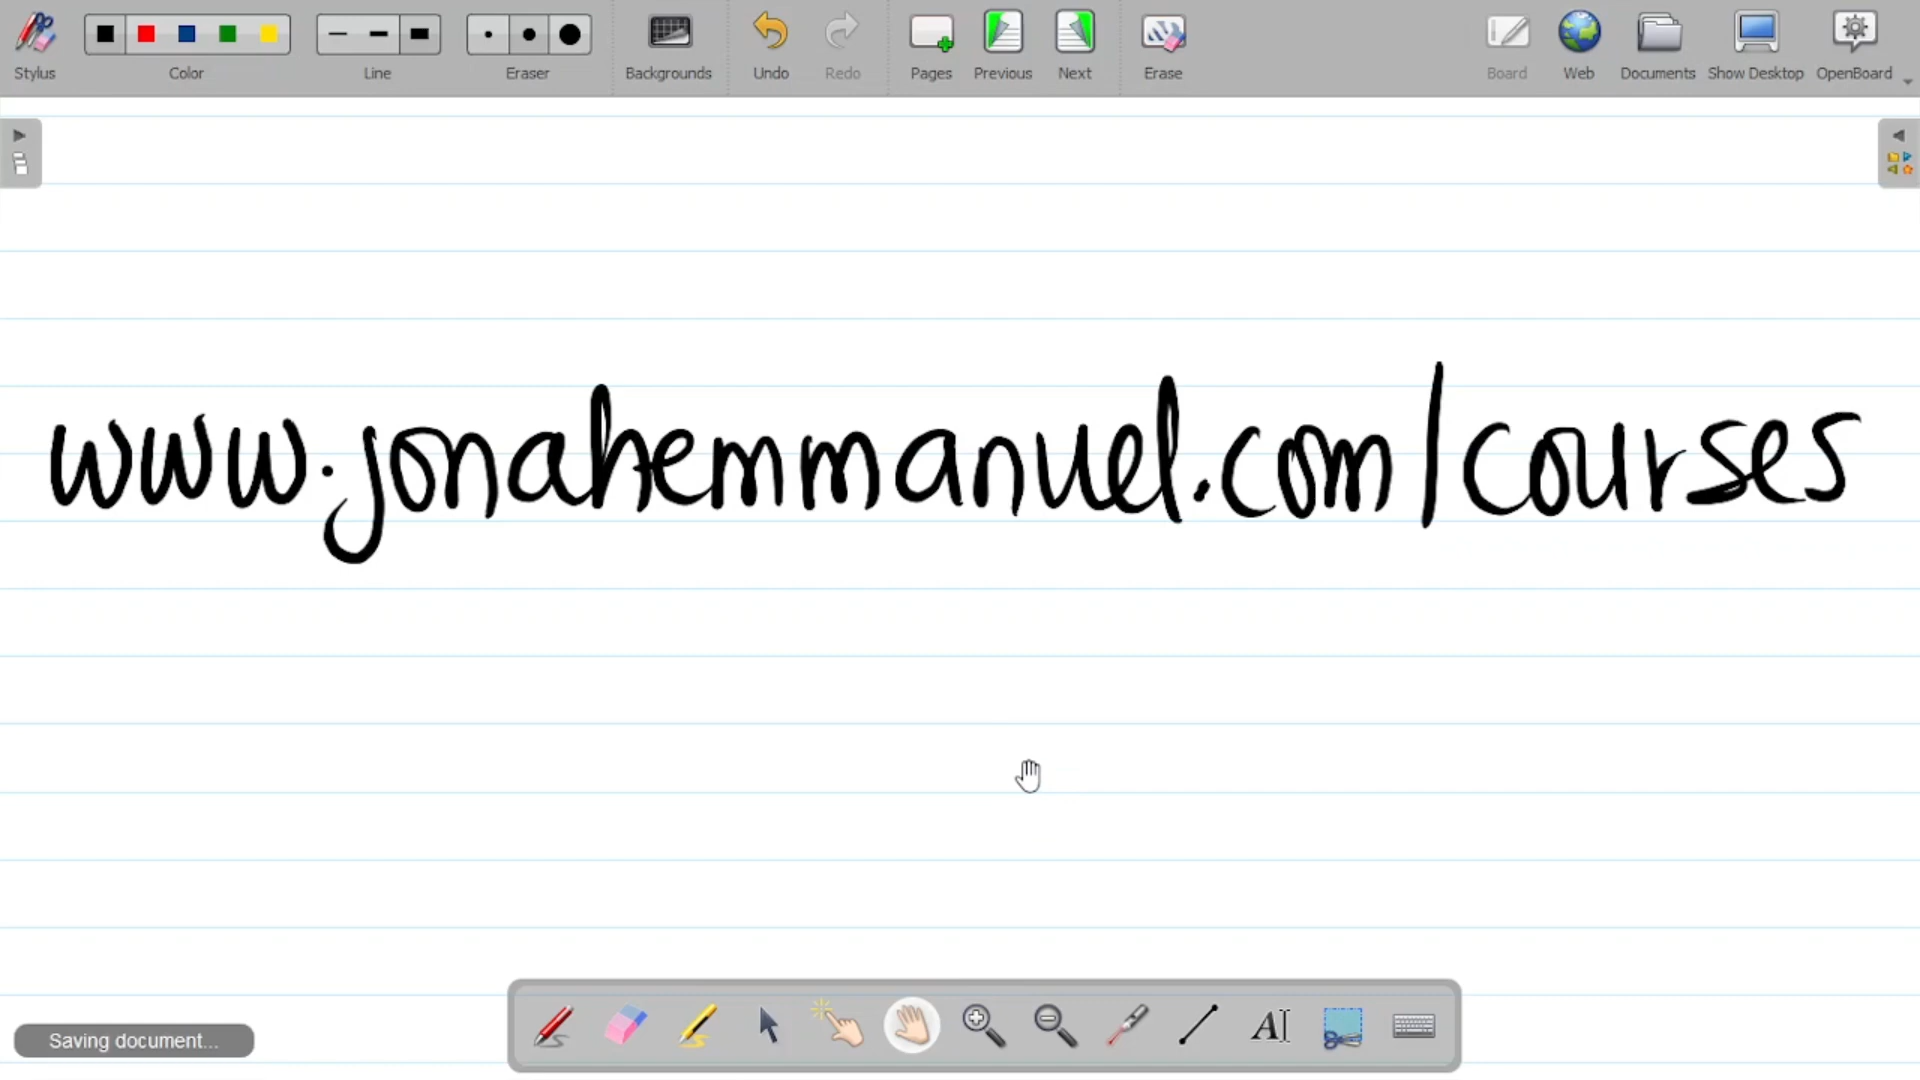 Stylus Color Line Eraser Backgrounds Undo Redo Pages Previous Next Erase Board Web Documents Show Desktop OpenBoard
www.jonahemmanuel.com/courses
Saving document...